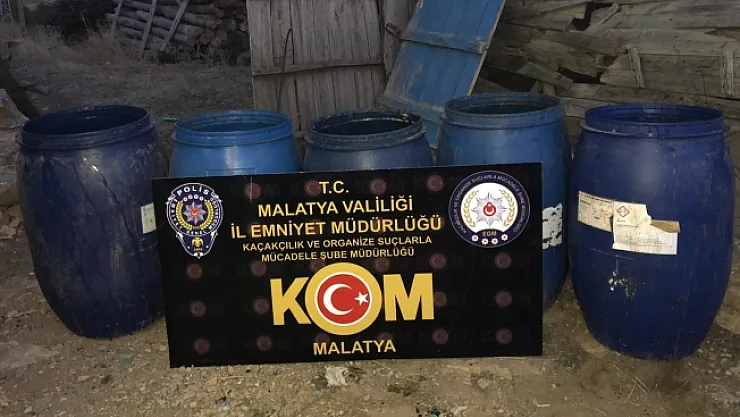 T.C.
MALATYA VALİLİĞİ
İL EMNİYET MÜDÜRLÜĞÜ
KAÇAKÇILIK VE ORGANİZE SUÇLARLA
MÜCADELE ŞUBE MÜDÜRLÜĞÜ
KOM
MALATYA
POLİS
EGM